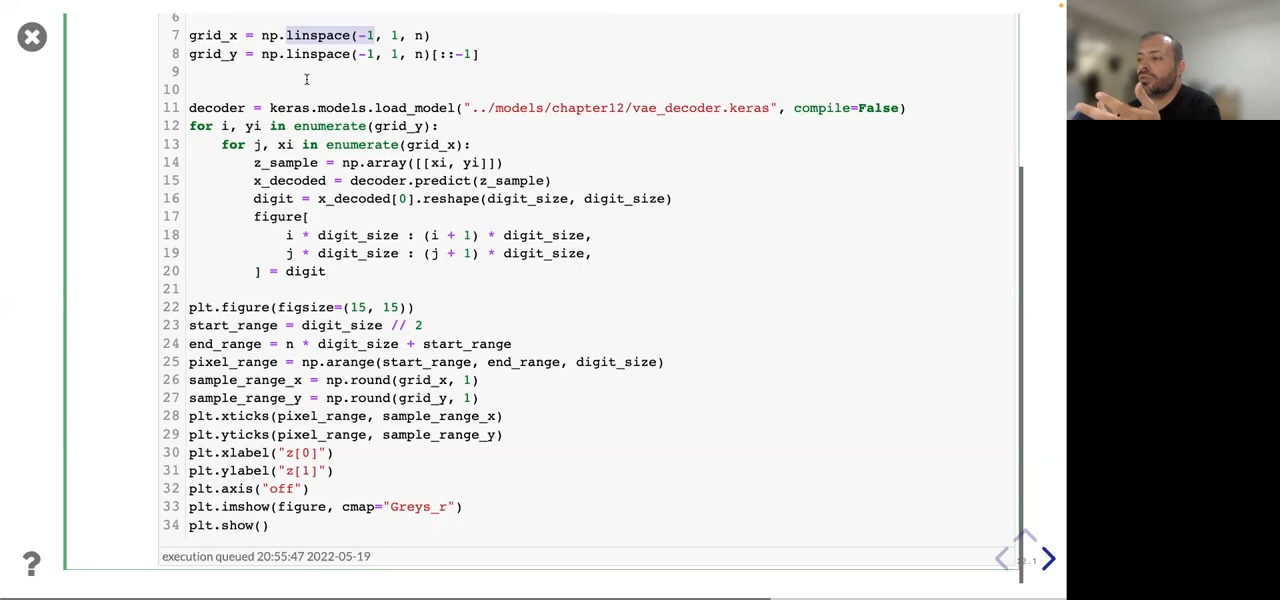 6
7 grid_x = np.linspace(-1, 1, n)
8 grid_y = np.linspace(-1, 1, n)[::-1]
9
10
11 decoder = keras.models.load_model("../models/chapter12/vae_decoder.keras", compile=False)
12 for i, yi in enumerate(grid_y):
13     for j, xi in enumerate(grid_x):
14         z_sample = np.array([[xi, yi]])
15         x_decoded = decoder.predict(z_sample)
16         digit = x_decoded[0].reshape(digit_size, digit_size)
17         figure[
18             i * digit_size : (i + 1) * digit_size,
19             j * digit_size : (j + 1) * digit_size,
20         ] = digit
21
22 plt.figure(figsize=(15, 15))
23 start_range = digit_size // 2
24 end_range = n * digit_size + start_range
25 pixel_range = np.arange(start_range, end_range, digit_size)
26 sample_range_x = np.round(grid_x, 1)
27 sample_range_y = np.round(grid_y, 1)
28 plt.xticks(pixel_range, sample_range_x)
29 plt.yticks(pixel_range, sample_range_y)
30 plt.xlabel("z[0]")
31 plt.ylabel("z[1]")
32 plt.axis("off")
33 plt.imshow(figure, cmap="Greys_r")
34 plt.show()
execution queued 20:55:47 2022-05-19
?